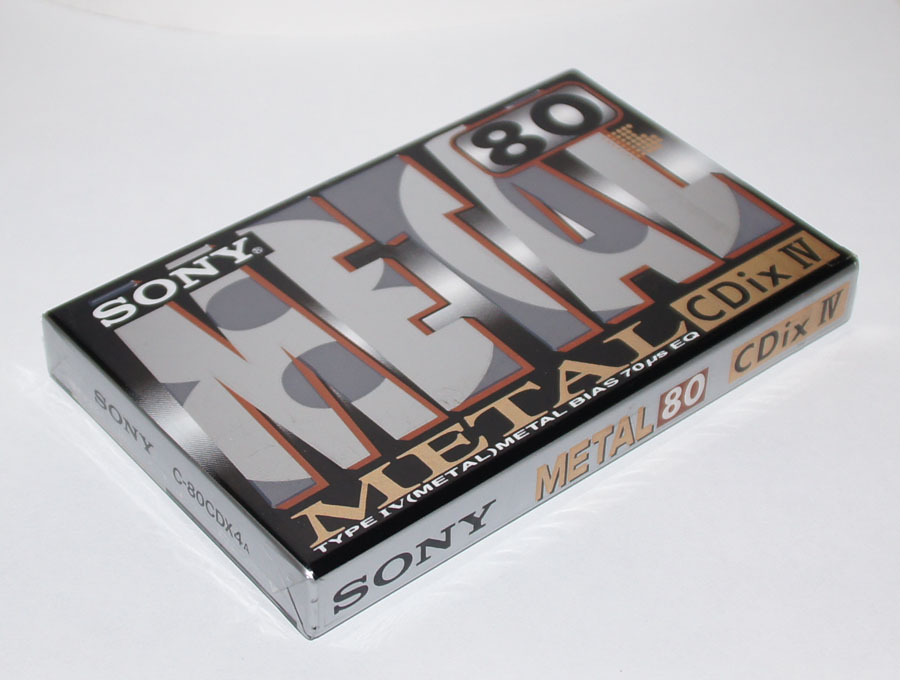 80
SONY®
METAL
METAL CDix IV
TYPE IV(METAL)METAL BIAS 70µs EQ
SONY METAL 80 CDix IV
SONY C-80CDX4A